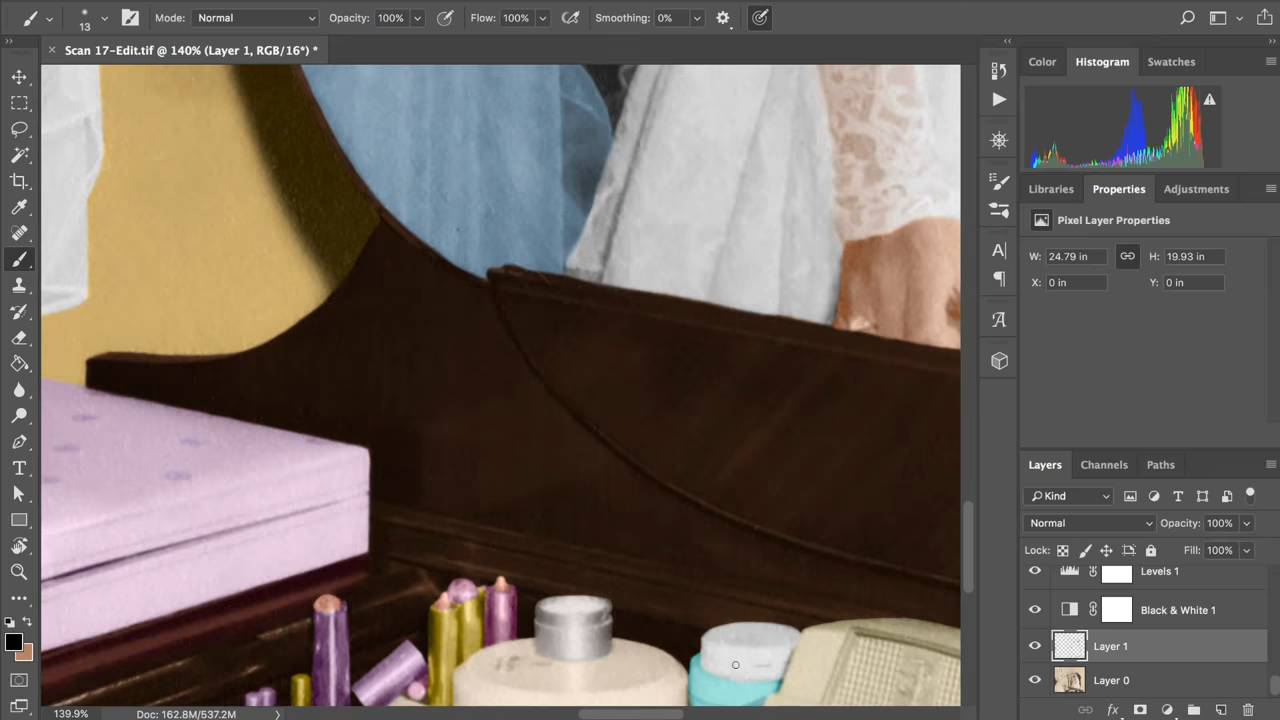 13
Mode:
Normal
Opacity:
100%
Flow:
100%
Smoothing:
0%
Scan 17-Edit.tif @ 140% (Layer 1, RGB/16*) *
Color
Histogram
Swatches
Libraries
Properties
Adjustments
Pixel Layer Properties
W:
24.79 in
H:
19.93 in
X:
0 in
Y:
0 in
Layers
Channels
Paths
Kind
Normal
Opacity:
100%
Lock:
Fill:
100%
Levels 1
Black & White 1
Layer 1
Layer 0
fx
139.9%
Doc: 162.8M/537.2M